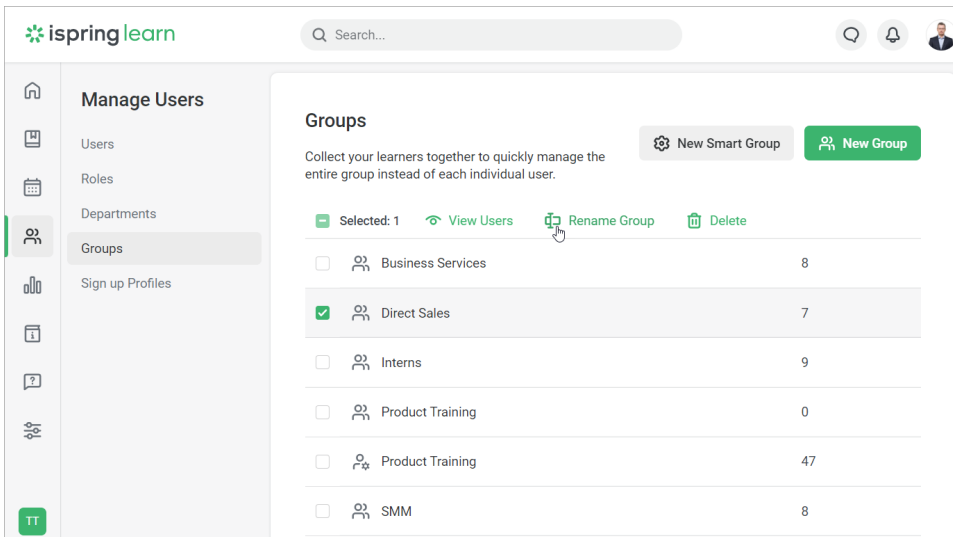 ispring learn
Search...
Manage Users
Users
Roles
Departments
Groups
Sign up Profiles
TT
Groups
Collect your learners together to quickly manage the
entire group instead of each individual user.
New Smart Group
New Group
Selected: 1 View Users Rename Group Delete
Business Services 8
Direct Sales 7
Interns 9
Product Training 0
Product Training 47
SMM 8